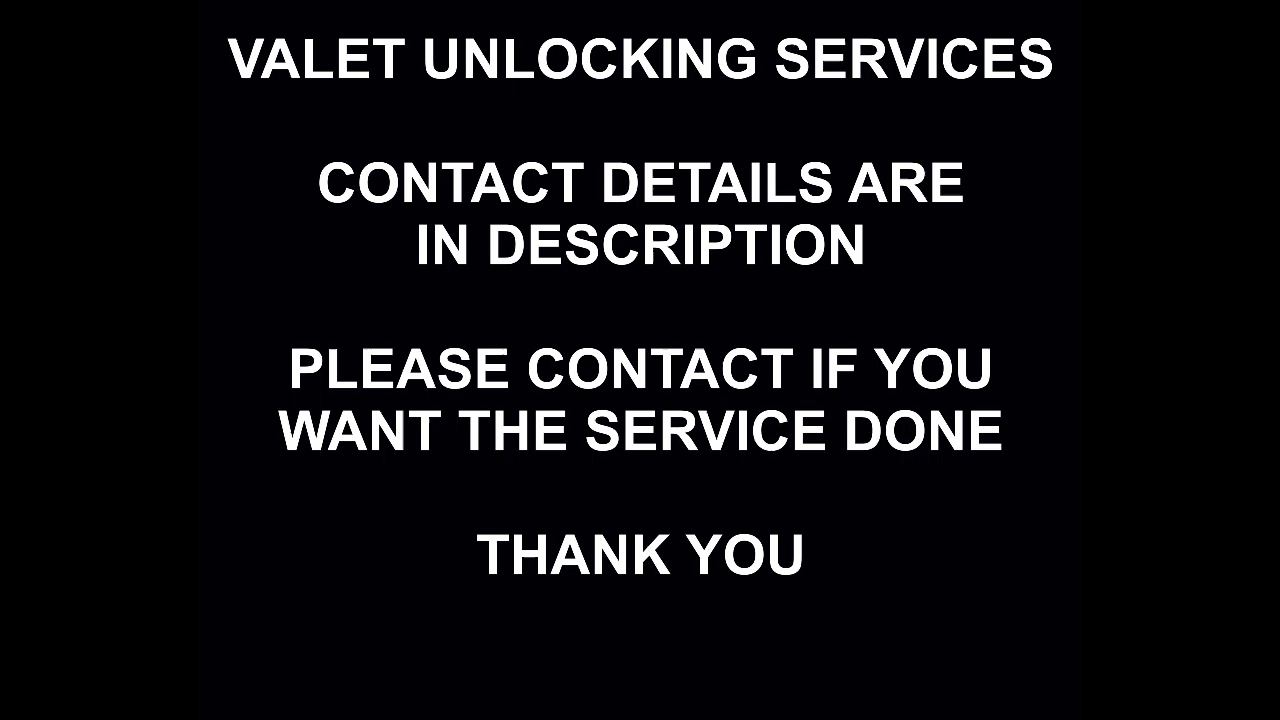 VALET UNLOCKING SERVICES
CONTACT DETAILS ARE
IN DESCRIPTION
PLEASE CONTACT IF YOU
WANT THE SERVICE DONE
THANK YOU